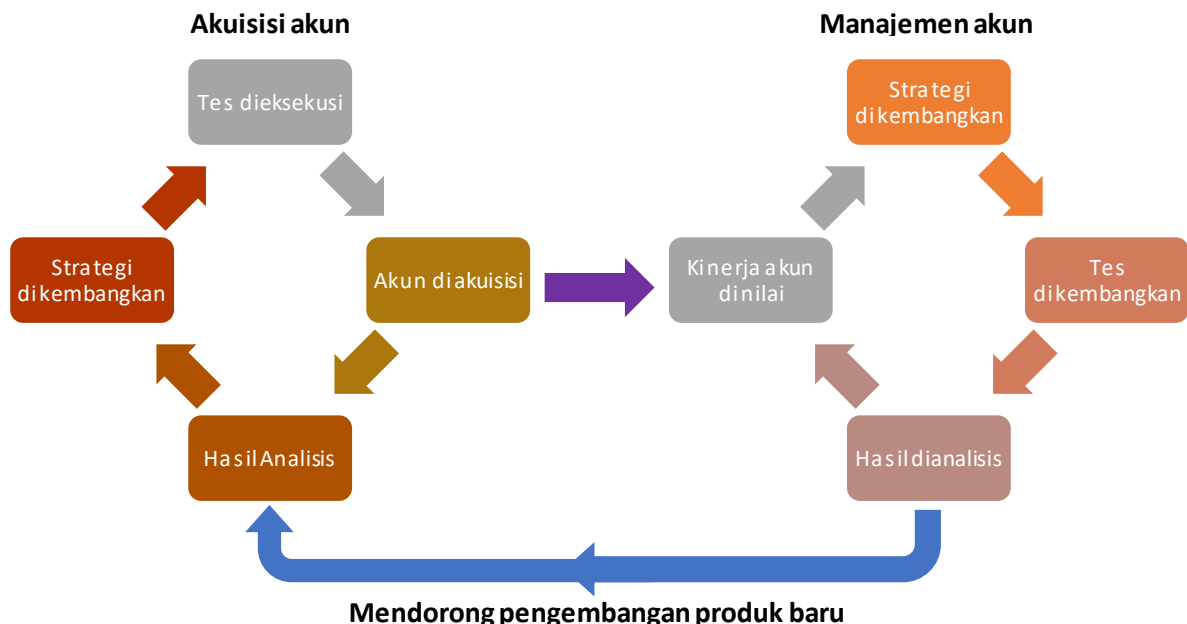 Akuisisi akun
Tes dieksekusi
Strategi
dikembangkan
Akun diakuisisi
Hasil Analisis
Manajemen akun
Strategi
dikembangkan
Kinerja akun
dinilai
Tes
dikembangkan
Hasil dianalisis
Mendorong pengembangan produk baru